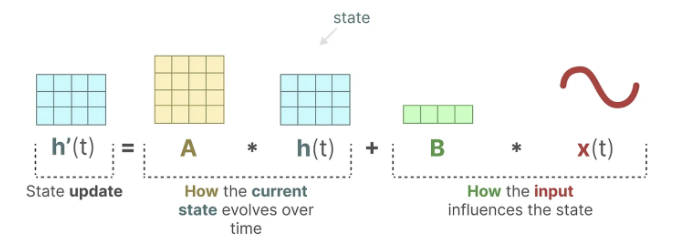 state
h’(t) = A * h(t) + B * x(t)
State update
How the current
state evolves over
time
How the input
influences the state